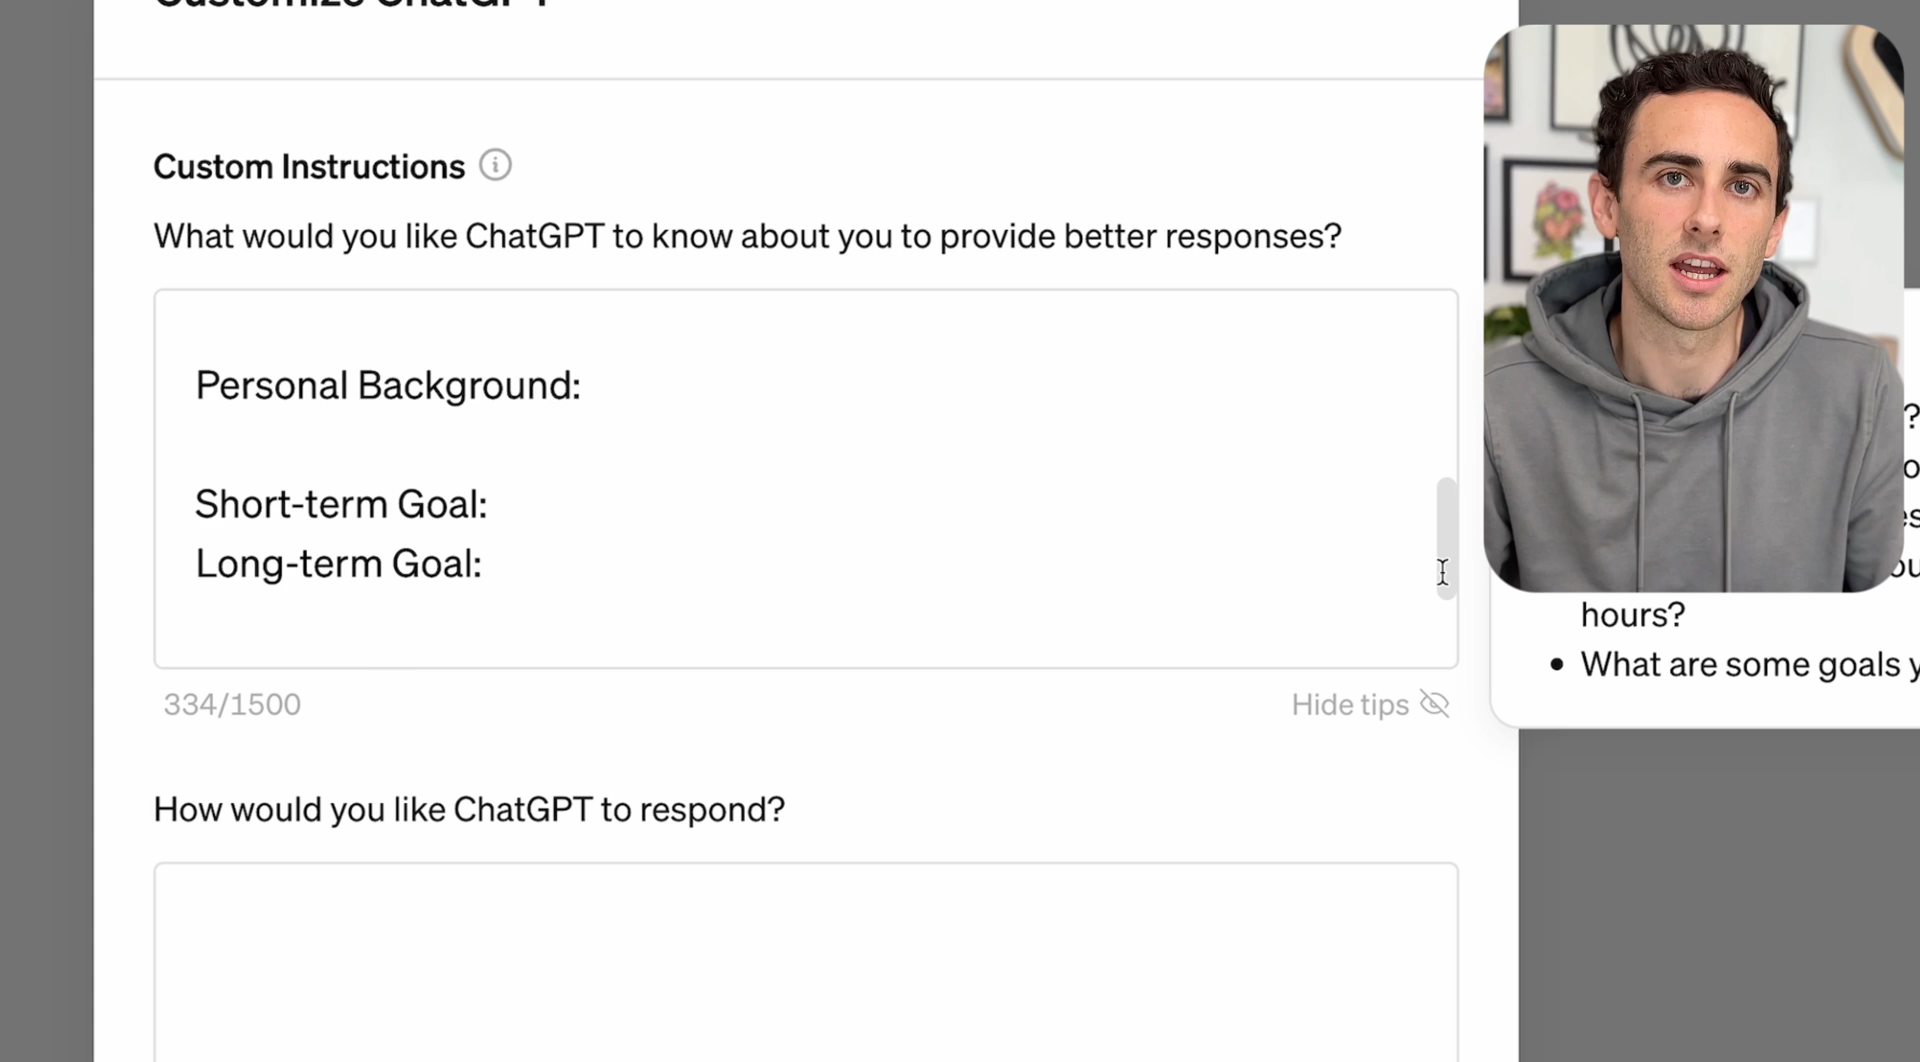 Customize ChatGPT
Custom Instructions
What would you like ChatGPT to know about you to provide better responses?
Personal Background:
Short-term Goal:
Long-term Goal:
334/1500
Hide tips
hours?
What are some goals
How would you like ChatGPT to respond?